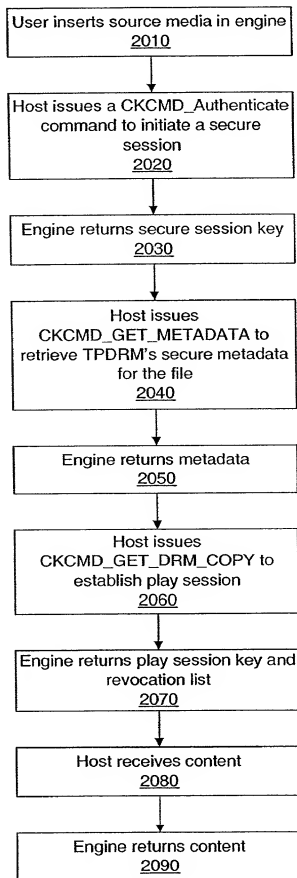 User inserts source media in engine
2010
Host issues a CKCMD_Authenticate
command to initiate a secure
session
2020
Engine returns secure session key
2030
Host issues
CKCMD_GET_METADATA to
retrieve TPDRM's secure metadata
for the file
2040
Engine returns metadata
2050
Host issues
CKCMD_GET_DRM_COPY to
establish play session
2060
Engine returns play session key and
revocation list
2070
Host receives content
2080
Engine returns content
2090